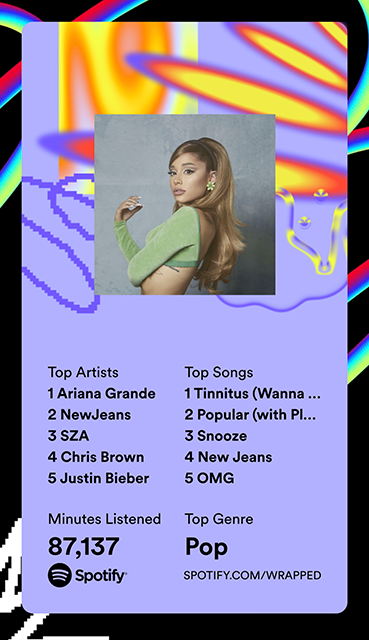 Top Artists
1 Ariana Grande
2 NewJeans
3 SZA
4 Chris Brown
5 Justin Bieber
Top Songs
1 Tinnitus (Wanna ...
2 Popular (with Pl...
3 Snooze
4 New Jeans
5 OMG
Minutes Listened
87,137
Top Genre
Pop
Spotify
SPOTIFY.COM/WRAPPED